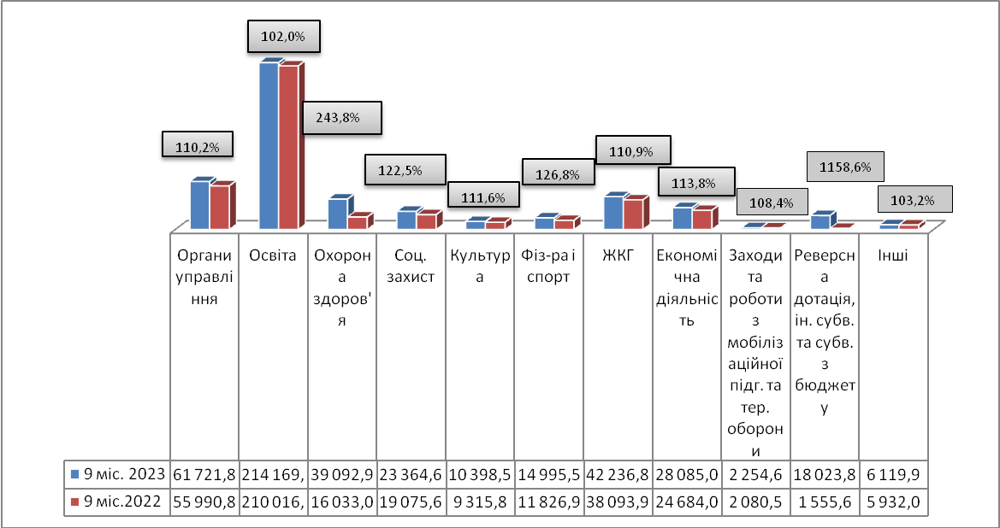 102,0%
243,8%
110,2%
110,9%
1158,6%
122,5%
126,8%
113,8%
111,6%
108,4%
103,2%
Органи
управлі
ння
Освіта
Охорон
а
здоров'
я
Соц.
захист
Культур
а
Фіз-ра і
спорт
ЖКГ
Економі
чна
діяльніс
ть
Заходи
та
роботи
з
мобіліз
аційної
підг. та
тер.
оборон
и
Реверсн
а
дотація,
ін. субв.
та субв.
з
бюджет
у
Інші
9 міс. 2023 61 721,8 214 169, 39 092,9 23 364,6 10 398,5 14 995,5 42 236,8 28 085,0 2 254,6 18 023,8 6 119,9
9 міс.2022 55 990,8 210 016, 16 033,0 19 075,6 9 315,8 11 826,9 38 093,9 24 684,0 2 080,5 1 555,6 5 932,0